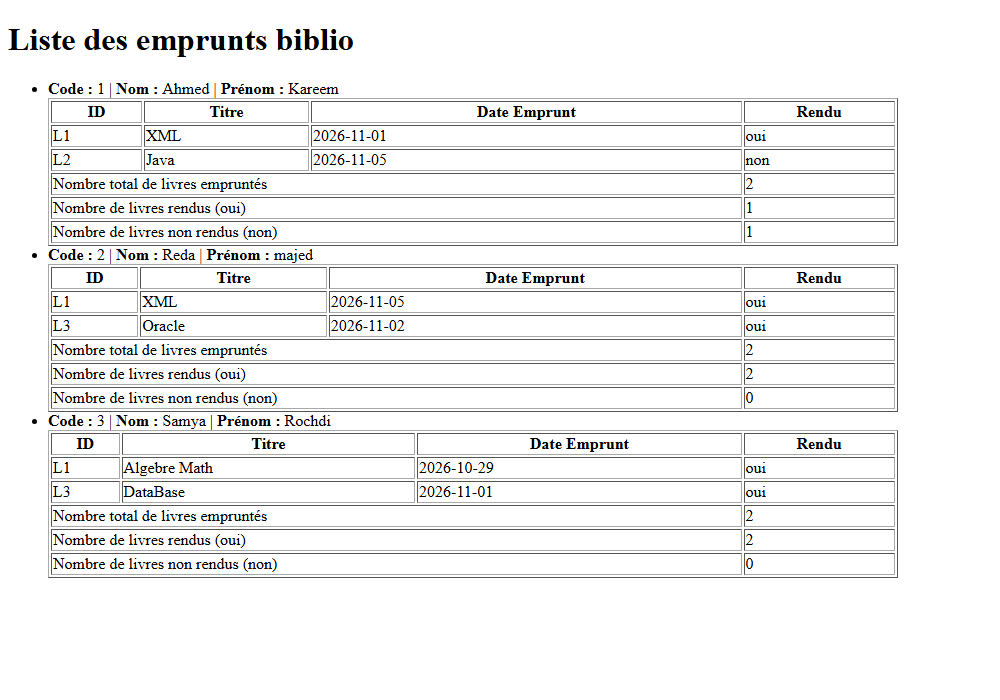 Liste des emprunts biblio
Code : 1 | Nom : Ahmed | Prénom : Kareem
ID Titre Date Emprunt Rendu
L1 XML 2026-11-01 oui
L2 Java 2026-11-05 non
Nombre total de livres empruntés 2
Nombre de livres rendus (oui) 1
Nombre de livres non rendus (non) 1
Code : 2 | Nom : Reda | Prénom : majed
ID Titre Date Emprunt Rendu
L1 XML 2026-11-05 oui
L3 Oracle 2026-11-02 oui
Nombre total de livres empruntés 2
Nombre de livres rendus (oui) 2
Nombre de livres non rendus (non) 0
Code : 3 | Nom : Samya | Prénom : Rochdi
ID Titre Date Emprunt Rendu
L1 Algebre Math 2026-10-29 oui
L3 DataBase 2026-11-01 oui
Nombre total de livres empruntés 2
Nombre de livres rendus (oui) 2
Nombre de livres non rendus (non) 0